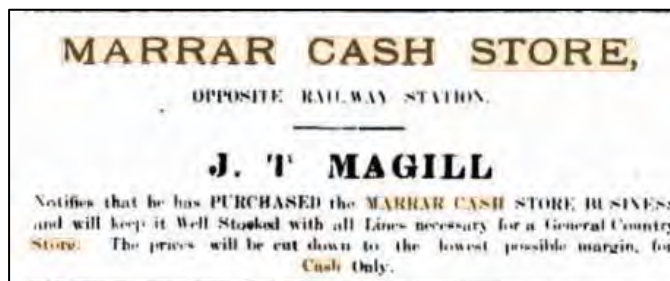 MARRAR CASH STORE,
OPPOSITE RAILWAY STATION.
J. T MAGILL
Notifies that he has PURCHASED the MARRAR CASH STORE BUSINESS
and will keep it Well Stocked with all Lines necessary for a General Country
Store. The prices will be cut down to the lowest possible margin, for
Cash Only.